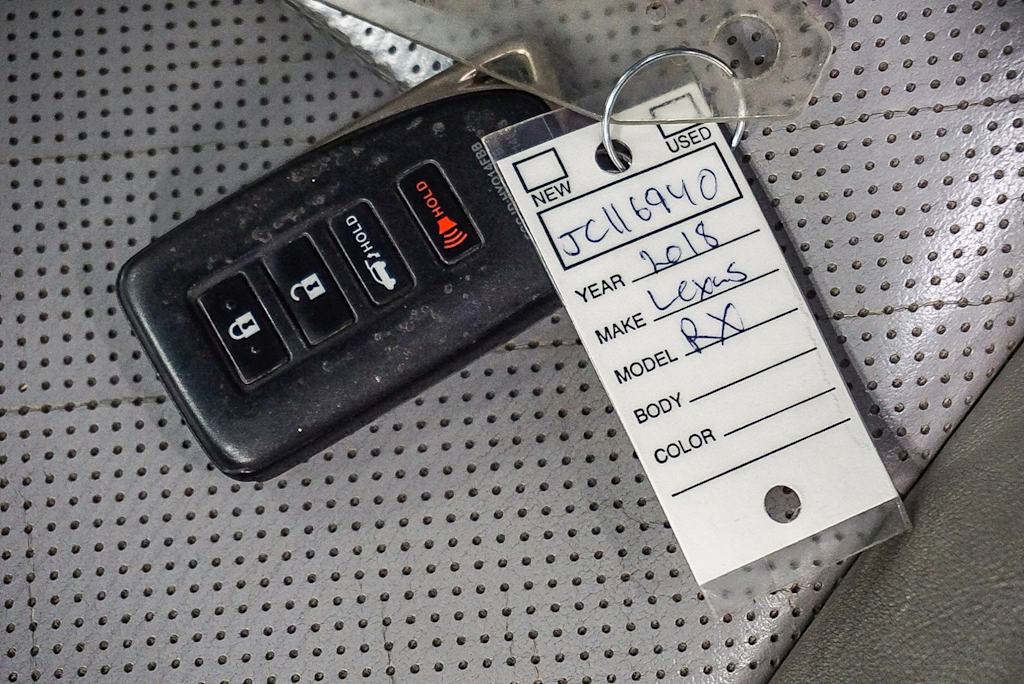 HOLD
HOLD
NEW
USED
JC116940
YEAR 2018
MAKE Lexus
MODEL RX
BODY
COLOR